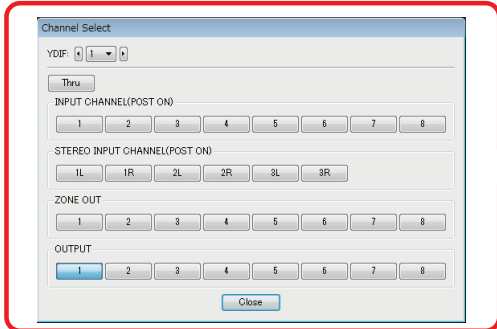 Channel Select
YDIF: 1
Thru
INPUT CHANNEL(POST ON)
1 2 3 4 5 6 7 8
STEREO INPUT CHANNEL(POST ON)
1L 1R 2L 2R 3L 3R
ZONE OUT
1 2 3 4 5 6 7 8
OUTPUT
1 2 3 4 5 6 7 8
Close